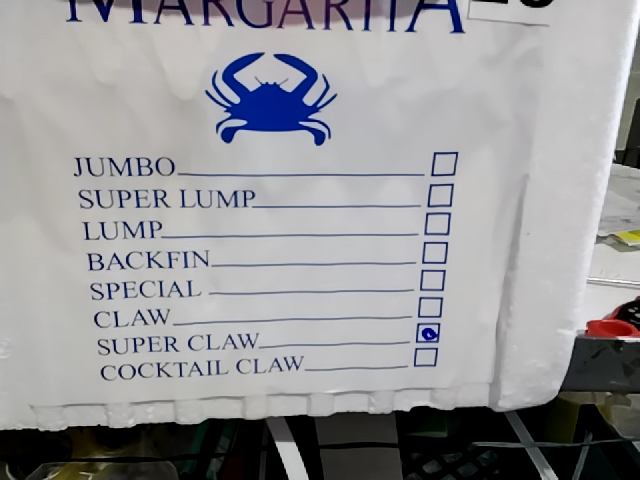 MARGARITA
JUMBO
SUPER LUMP
LUMP
BACKFIN
SPECIAL
CLAW
SUPER CLAW
COCKTAIL CLAW